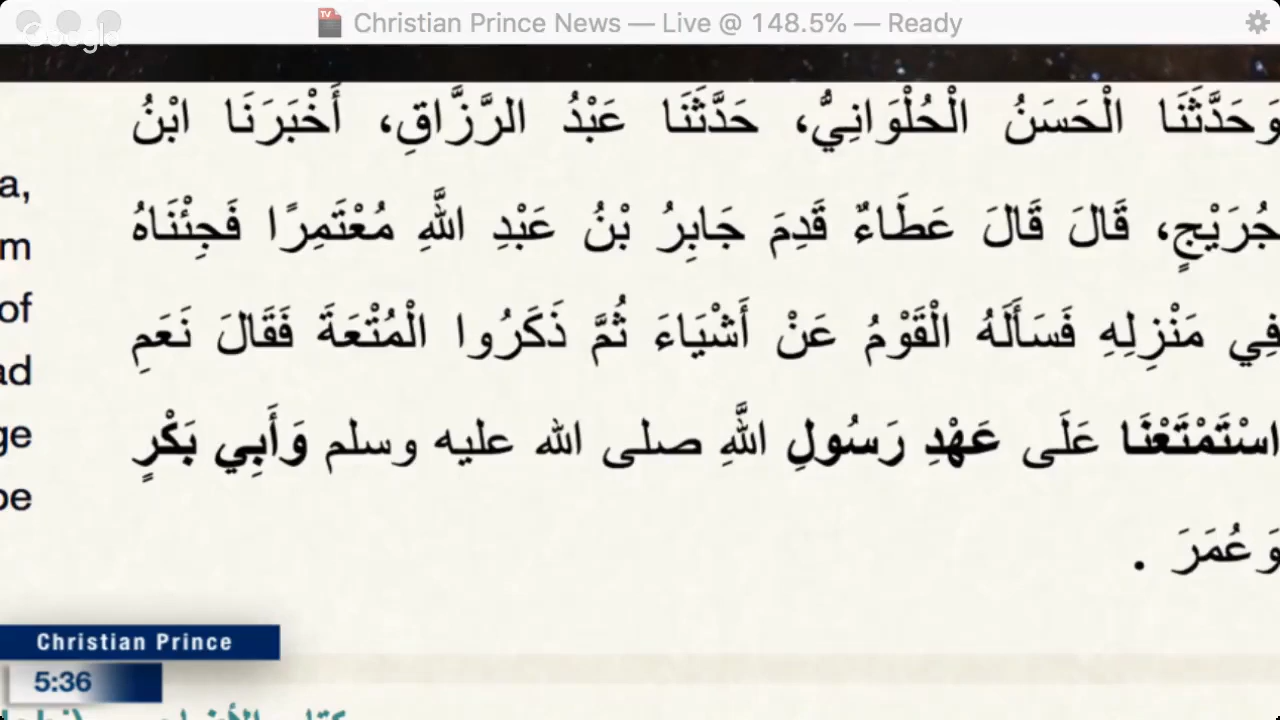 Christian Prince News — Live @ 148.5% — Ready
Google
وَحَدَّثَنَا الْحَسَنُ الْحُلْوَانِيُّ، حَدَّثَنَا عَبْدُ الرَّزَّاقِ، أَخْبَرَنَا ابْنُ
a,
جُرَيْجٍ، قَالَ قَالَ عَطَاءٌ قَدِمَ جَابِرُ بْنُ عَبْدِ اللَّهِ مُعْتَمِرًا فَجِئْنَاهُ
m
of
فِي مَنْزِلِهِ فَسَأَلَهُ الْقَوْمُ عَنْ أَشْيَاءَ ثُمَّ ذَكَرُوا الْمُتْعَةَ فَقَالَ نَعَمِ
ad
اسْتَمْتَعْنَا عَلَى عَهْدِ رَسُولِ اللَّهِ صلى الله عليه وسلم وَأَبِي بَكْرٍ
ge
be
وَعُمَرَ .
Christian Prince
5:36